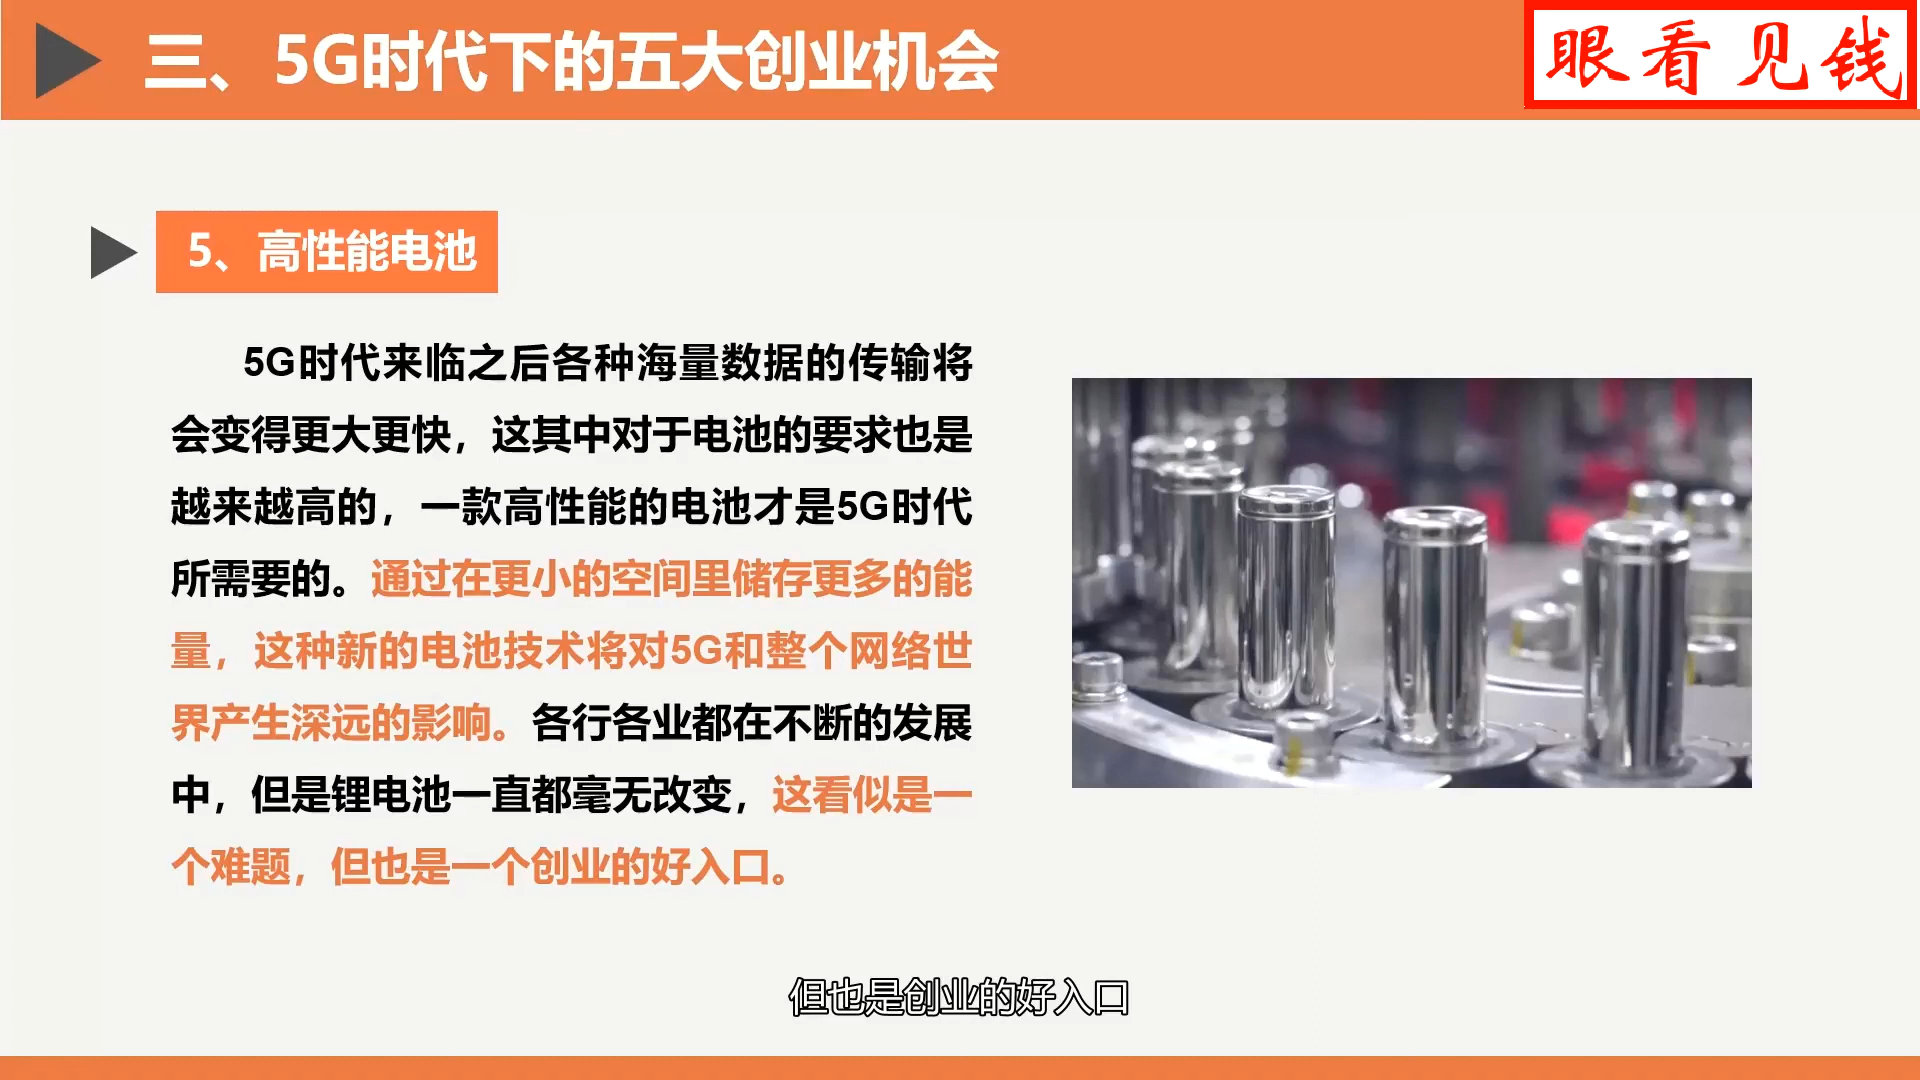 三、5G时代下的五大创业机会
眼看见钱
5、高性能电池
5G时代来临之后各种海量数据的传输将
会变得更大更快，这其中对于电池的要求也是
越来越高的，一款高性能的电池才是5G时代
所需要的。通过在更小的空间里储存更多的能
量，这种新的电池技术将对5G和整个网络世
界产生深远的影响。各行各业都在不断的发展
中，但是锂电池一直都毫无改变，这看似是一
个难题，但也是一个创业的好入口。
但也是创业的好入口